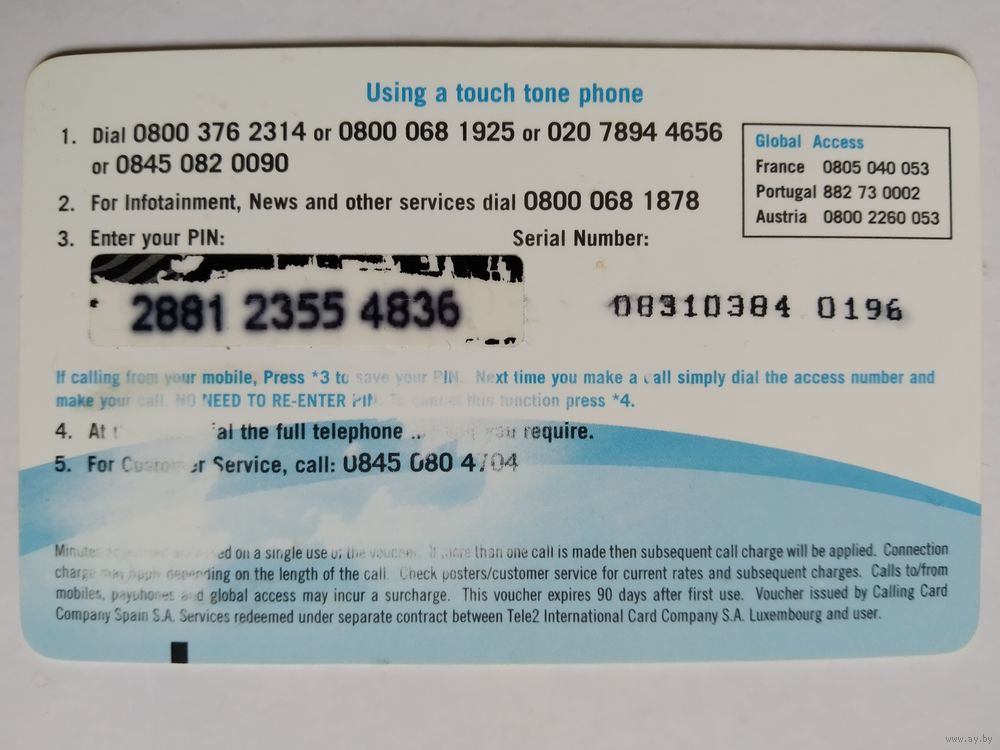 Using a touch tone phone
1. Dial 0800 376 2314 or 0800 068 1925 or 020 7894 4656
or 0845 082 0090
Global Access
France 0805 040 053
Portugal 882 73 0002
Austria 0800 2260 053
2. For Infotainment, News and other services dial 0800 068 1878
3. Enter your PIN: Serial Number:
2881 2355 4836 08310384 0196
If calling from your mobile, Press *3 to save your PIN. Next time you make a call simply dial the access number and
make your call. NO NEED TO RE-ENTER PIN. To cancel this function press *4.
4. At the full telephone you require.
5. For Customer Service, call: 0845 080 4704
Minutes based on a single use of the voucher. If more than one call is made then subsequent call charge will be applied. Connection
charge may apply depending on the length of the call. Check posters/customer service for current rates and subsequent charges. Calls to/from
mobiles, payphones and global access may incur a surcharge. This voucher expires 90 days after first use. Voucher issued by Calling Card
Company Spain S.A. Services redeemed under separate contract between Tele2 International Card Company S.A. Luxembourg and user.
www.ay.by